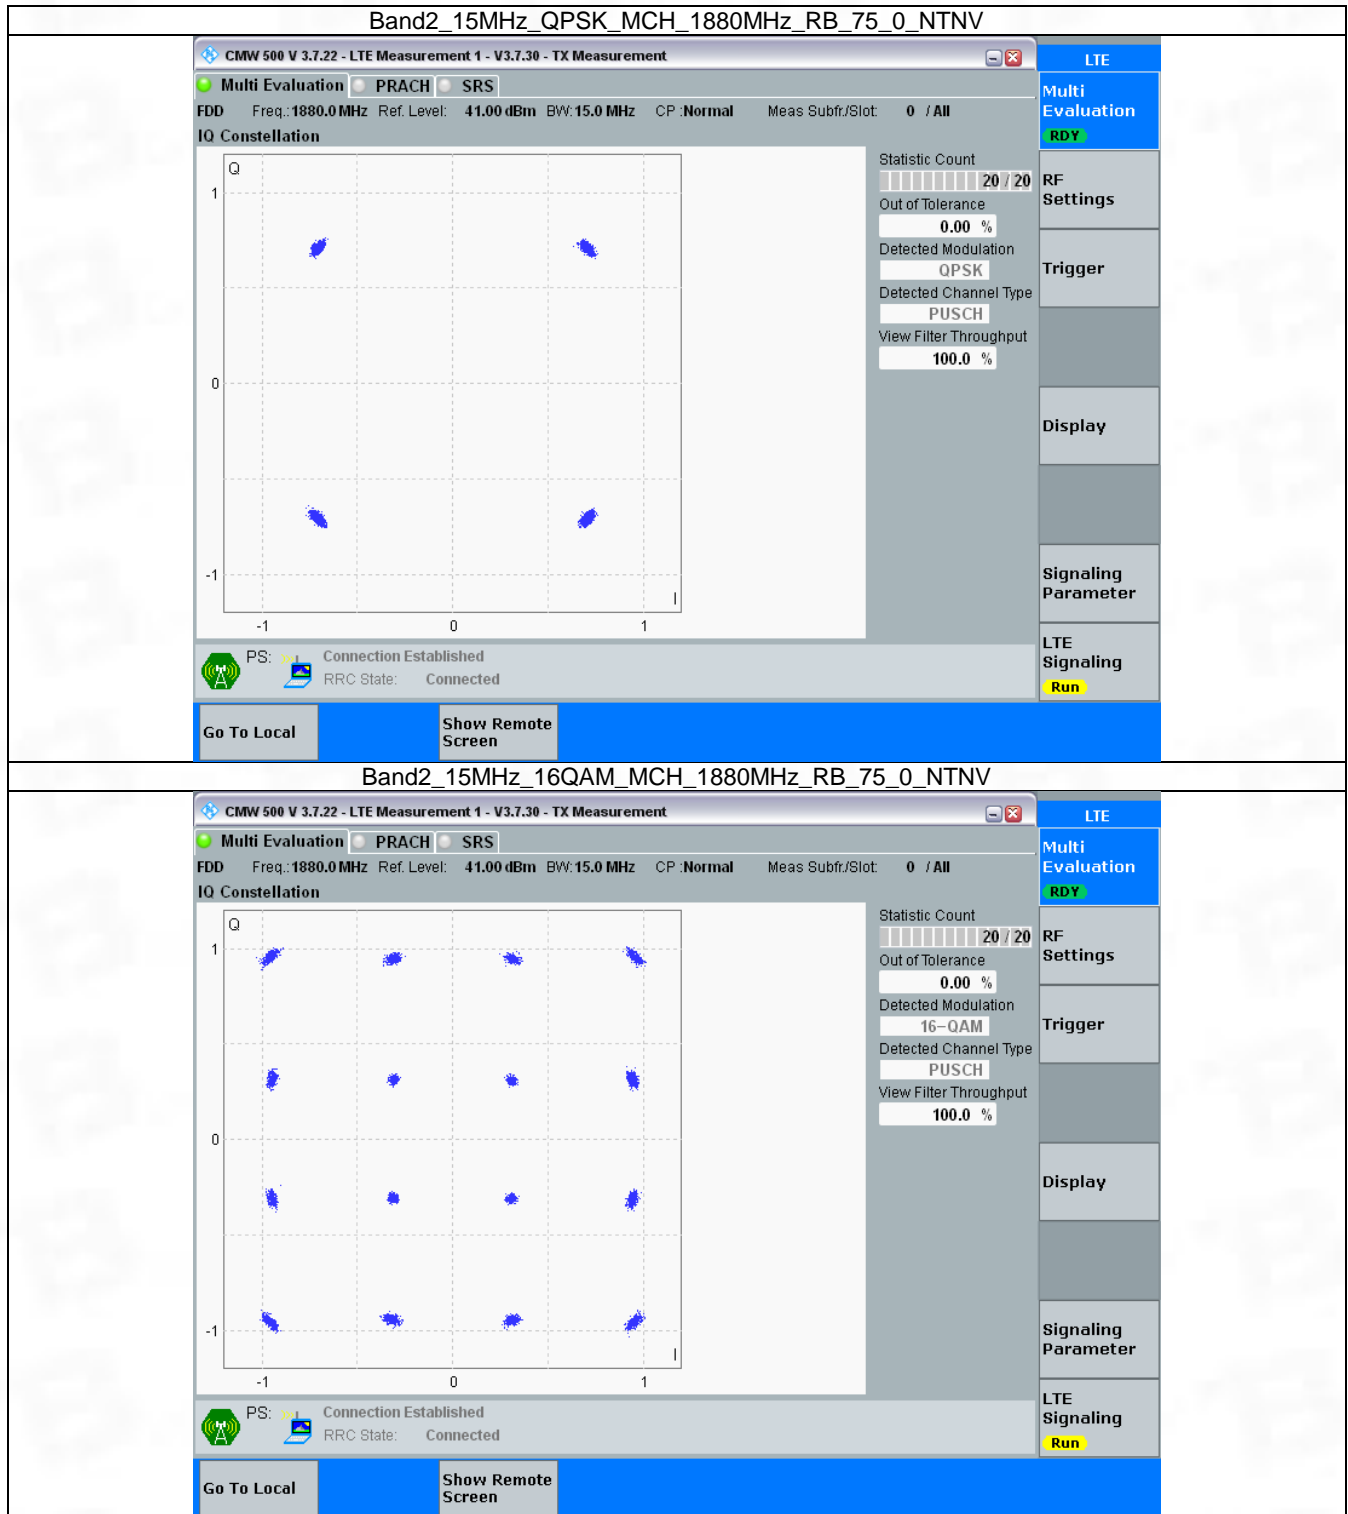 Band2_15MHz_QPSK_MCH_1880MHz_RB_75_0_NTNV
CMW 500 V 3.7.22 - LTE Measurement 1 - V3.7.30 - TX Measurement
LTE
Multi Evaluation PRACH SRS
FDD Freq.: 1880.0 MHz Ref. Level: 41.00 dBm BW: 15.0 MHz CP : Normal Meas Subfr./Slot: 0 / All
IQ Constellation
Q
1
0
-1
I
-1 0 1
Statistic Count
20 / 20
Out of Tolerance
0.00 %
Detected Modulation
QPSK
Detected Channel Type
PUSCH
View Filter Throughput
100.0 %
Multi
Evaluation
RDY
RF
Settings
Trigger
Display
Signaling
Parameter
LTE
Signaling
Run
PS: Connection Established
RRC State: Connected
Go To Local
Show Remote
Screen
Band2_15MHz_16QAM_MCH_1880MHz_RB_75_0_NTNV
CMW 500 V 3.7.22 - LTE Measurement 1 - V3.7.30 - TX Measurement
LTE
Multi Evaluation PRACH SRS
FDD Freq.: 1880.0 MHz Ref. Level: 41.00 dBm BW: 15.0 MHz CP : Normal Meas Subfr./Slot: 0 / All
IQ Constellation
Q
1
0
-1
I
-1 0 1
Statistic Count
20 / 20
Out of Tolerance
0.00 %
Detected Modulation
16-QAM
Detected Channel Type
PUSCH
View Filter Throughput
100.0 %
Multi
Evaluation
RDY
RF
Settings
Trigger
Display
Signaling
Parameter
LTE
Signaling
Run
PS: Connection Established
RRC State: Connected
Go To Local
Show Remote
Screen